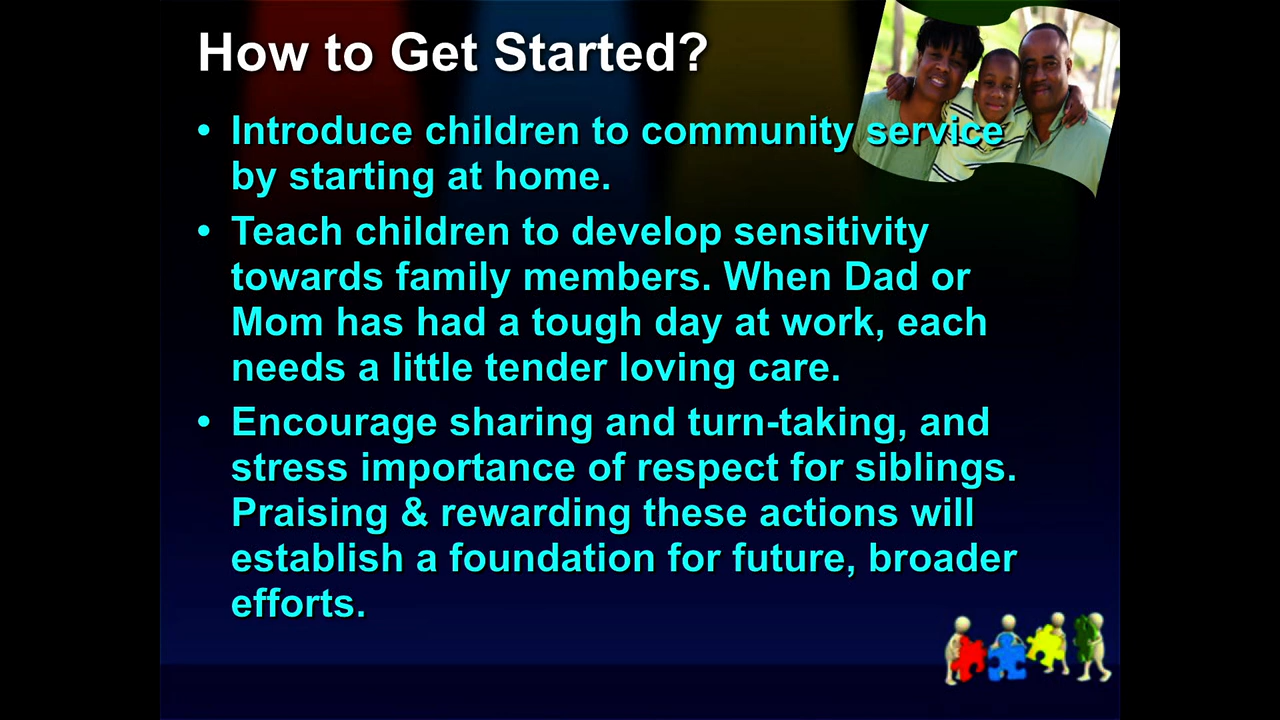 How to Get Started?
• Introduce children to community service
by starting at home.
• Teach children to develop sensitivity
towards family members. When Dad or
Mom has had a tough day at work, each
needs a little tender loving care.
• Encourage sharing and turn-taking, and
stress importance of respect for siblings.
Praising & rewarding these actions will
establish a foundation for future, broader
efforts.